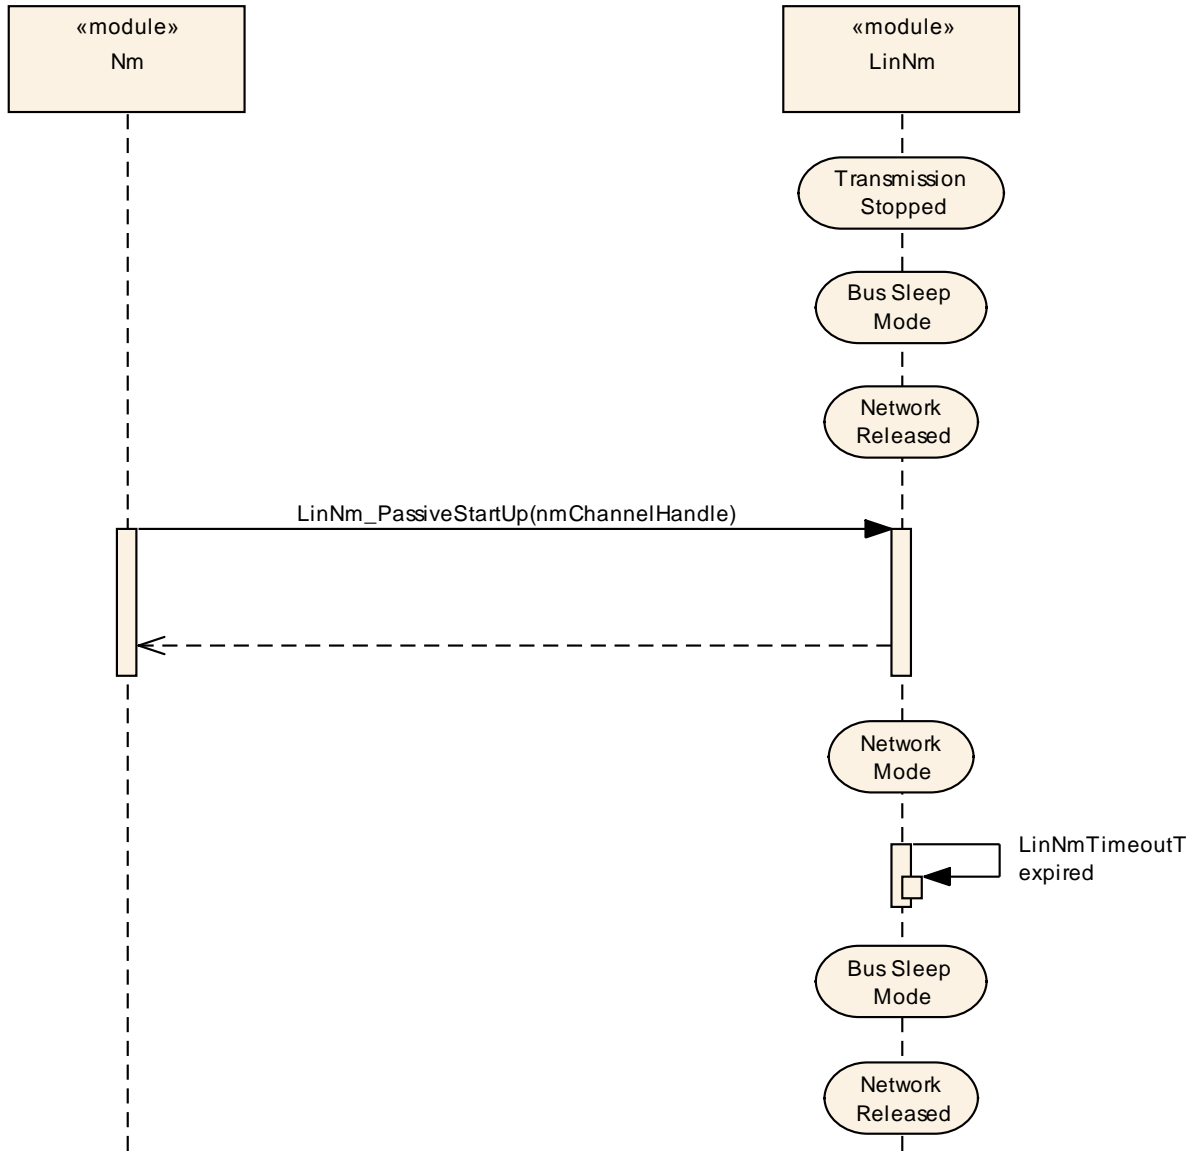 «module»
Nm
«module»
LinNm
Transmission
Stopped
Bus Sleep
Mode
Network
Released
LinNm_PassiveStartUp(nmChannelHandle)
Network
Mode
LinNmTimeoutT
expired
Bus Sleep
Mode
Network
Released